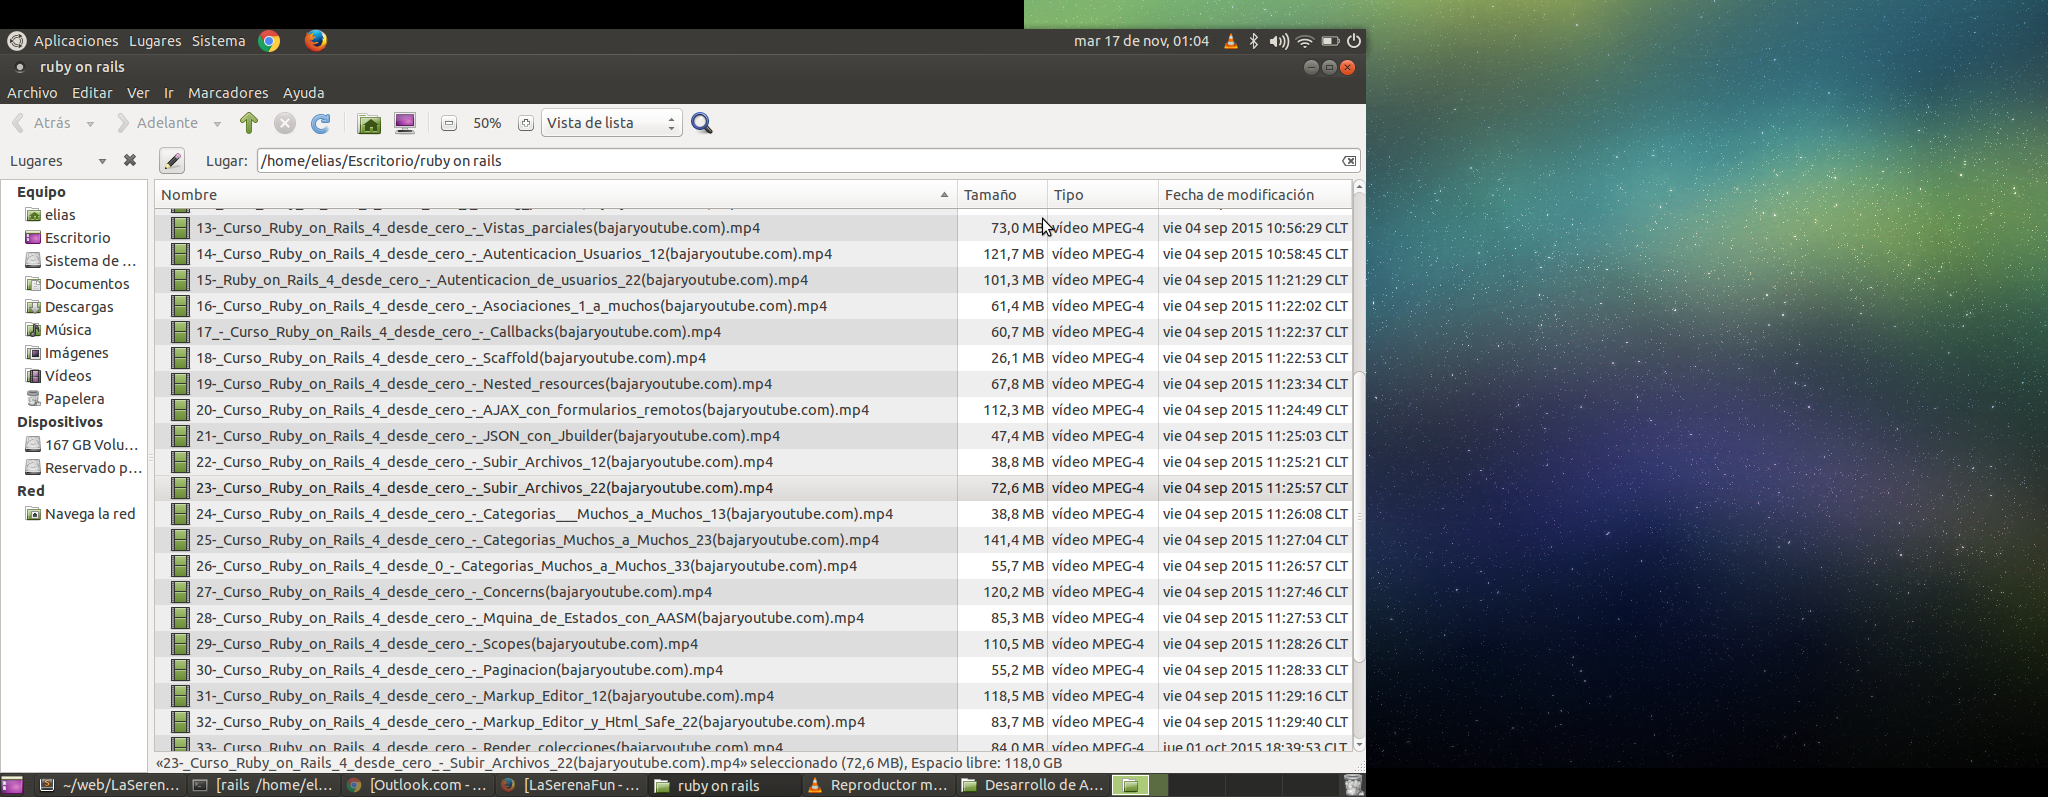 Aplicaciones Lugares Sistema mar 17 de nov, 01:04
ruby on rails
Archivo Editar Ver Ir Marcadores Ayuda
Atrás Adelante 50% Vista de lista
Lugares Lugar: /home/elias/Escritorio/ruby on rails
Equipo
elias
Escritorio
Sistema de ...
Documentos
Descargas
Música
Imágenes
Vídeos
Papelera
Dispositivos
167 GB Volu...
Reservado p...
Red
Navega la red
Nombre Tamaño Tipo Fecha de modificación
13-_Curso_Ruby_on_Rails_4_desde_cero_-_Vistas_parciales(bajaryoutube.com).mp4 73,0 MB vídeo MPEG-4 vie 04 sep 2015 10:56:29 CLT
14-_Curso_Ruby_on_Rails_4_desde_cero_-_Autenticacion_Usuarios_12(bajaryoutube.com).mp4 121,7 MB vídeo MPEG-4 vie 04 sep 2015 10:58:45 CLT
15-_Ruby_on_Rails_4_desde_cero_-_Autenticacion_de_usuarios_22(bajaryoutube.com).mp4 101,3 MB vídeo MPEG-4 vie 04 sep 2015 11:21:29 CLT
16-_Curso_Ruby_on_Rails_4_desde_cero_-_Asociaciones_1_a_muchos(bajaryoutube.com).mp4 61,4 MB vídeo MPEG-4 vie 04 sep 2015 11:22:02 CLT
17_-_Curso_Ruby_on_Rails_4_desde_cero_-_Callbacks(bajaryoutube.com).mp4 60,7 MB vídeo MPEG-4 vie 04 sep 2015 11:22:37 CLT
18-_Curso_Ruby_on_Rails_4_desde_cero_-_Scaffold(bajaryoutube.com).mp4 26,1 MB vídeo MPEG-4 vie 04 sep 2015 11:22:53 CLT
19-_Curso_Ruby_on_Rails_4_desde_cero_-_Nested_resources(bajaryoutube.com).mp4 67,8 MB vídeo MPEG-4 vie 04 sep 2015 11:23:34 CLT
20-_Curso_Ruby_on_Rails_4_desde_cero_-_AJAX_con_formularios_remotos(bajaryoutube.com).mp4 112,3 MB vídeo MPEG-4 vie 04 sep 2015 11:24:49 CLT
21-_Curso_Ruby_on_Rails_4_desde_cero_-_JSON_con_Jbuilder(bajaryoutube.com).mp4 47,4 MB vídeo MPEG-4 vie 04 sep 2015 11:25:03 CLT
22-_Curso_Ruby_on_Rails_4_desde_cero_-_Subir_Archivos_12(bajaryoutube.com).mp4 38,8 MB vídeo MPEG-4 vie 04 sep 2015 11:25:21 CLT
23-_Curso_Ruby_on_Rails_4_desde_cero_-_Subir_Archivos_22(bajaryoutube.com).mp4 72,6 MB vídeo MPEG-4 vie 04 sep 2015 11:25:57 CLT
24-_Curso_Ruby_on_Rails_4_desde_cero_-_Categorias___Muchos_a_Muchos_13(bajaryoutube.com).mp4 38,8 MB vídeo MPEG-4 vie 04 sep 2015 11:26:08 CLT
25-_Curso_Ruby_on_Rails_4_desde_cero_-_Categorias_Muchos_a_Muchos_23(bajaryoutube.com).mp4 141,4 MB vídeo MPEG-4 vie 04 sep 2015 11:27:04 CLT
26-_Curso_Ruby_on_Rails_4_desde_0_-_Categorias_Muchos_a_Muchos_33(bajaryoutube.com).mp4 55,7 MB vídeo MPEG-4 vie 04 sep 2015 11:26:57 CLT
27-_Curso_Ruby_on_Rails_4_desde_cero_-_Concerns(bajaryoutube.com).mp4 120,2 MB vídeo MPEG-4 vie 04 sep 2015 11:27:46 CLT
28-_Curso_Ruby_on_Rails_4_desde_cero_-_Mquina_de_Estados_con_AASM(bajaryoutube.com).mp4 85,3 MB vídeo MPEG-4 vie 04 sep 2015 11:27:53 CLT
29-_Curso_Ruby_on_Rails_4_desde_cero_-_Scopes(bajaryoutube.com).mp4 110,5 MB vídeo MPEG-4 vie 04 sep 2015 11:28:26 CLT
30-_Curso_Ruby_on_Rails_4_desde_cero_-_Paginacion(bajaryoutube.com).mp4 55,2 MB vídeo MPEG-4 vie 04 sep 2015 11:28:33 CLT
31-_Curso_Ruby_on_Rails_4_desde_cero_-_Markup_Editor_12(bajaryoutube.com).mp4 118,5 MB vídeo MPEG-4 vie 04 sep 2015 11:29:16 CLT
32-_Curso_Ruby_on_Rails_4_desde_cero_-_Markup_Editor_y_Html_Safe_22(bajaryoutube.com).mp4 83,7 MB vídeo MPEG-4 vie 04 sep 2015 11:29:40 CLT
33-_Curso_Ruby_on_Rails_4_desde_cero_-_Render_colecciones(bajaryoutube.com).mp4 84,0 MB vídeo MPEG-4 jue 01 oct 2015 18:39:53 CLT
«23-_Curso_Ruby_on_Rails_4_desde_cero_-_Subir_Archivos_22(bajaryoutube.com).mp4» seleccionado (72,6 MB), Espacio libre: 118,0 GB
~/web/LaSeren... [rails /home/el... [Outlook.com - ... [LaSerenaFun - ... ruby on rails Reproductor m... Desarrollo de A...